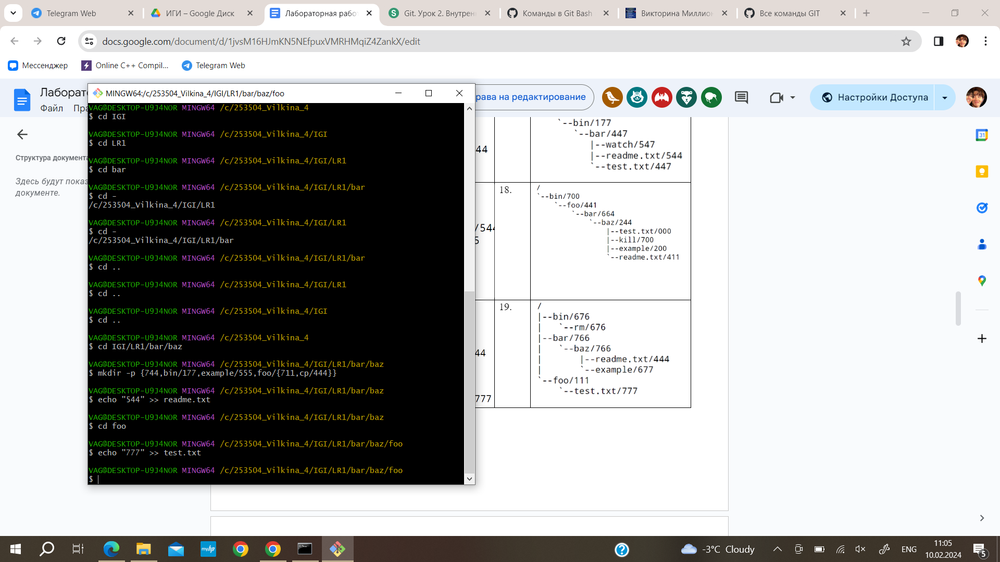 Telegram Web
ИГИ – Google Диск
Лабораторная рабо
Git. Урок 2. Внутрен
Команды в Git Bash
Викторина Миллион
Все команды GIT
docs.google.com/document/d/1jvsM16HJmKN5NEfpuxVMRHMqiZ4ZankX/edit
Мессенджер
Online C++ Compil...
Telegram Web
Лаборат
Файл
Пра
рава на редактирование
Настройки Доступа
Структура документа
Здесь будут показ
документе.
MINGW64:/c/253504_Vilkina_4/IGI/LR1/bar/baz/foo
VAG@DESKTOP-U9J4NOR MINGW64 /c/253504_Vilkina_4
$ cd IGI
VAG@DESKTOP-U9J4NOR MINGW64 /c/253504_Vilkina_4/IGI
$ cd LR1
VAG@DESKTOP-U9J4NOR MINGW64 /c/253504_Vilkina_4/IGI/LR1
$ cd bar
VAG@DESKTOP-U9J4NOR MINGW64 /c/253504_Vilkina_4/IGI/LR1/bar
$ cd -
/c/253504_Vilkina_4/IGI/LR1
VAG@DESKTOP-U9J4NOR MINGW64 /c/253504_Vilkina_4/IGI/LR1
$ cd -
/c/253504_Vilkina_4/IGI/LR1/bar
VAG@DESKTOP-U9J4NOR MINGW64 /c/253504_Vilkina_4/IGI/LR1/bar
$ cd ..
VAG@DESKTOP-U9J4NOR MINGW64 /c/253504_Vilkina_4/IGI/LR1
$ cd ..
VAG@DESKTOP-U9J4NOR MINGW64 /c/253504_Vilkina_4/IGI
$ cd ..
VAG@DESKTOP-U9J4NOR MINGW64 /c/253504_Vilkina_4
$ cd IGI/LR1/bar/baz
VAG@DESKTOP-U9J4NOR MINGW64 /c/253504_Vilkina_4/IGI/LR1/bar/baz
$ mkdir -p {744,bin/177,example/555,foo/{711,cp/444}}
VAG@DESKTOP-U9J4NOR MINGW64 /c/253504_Vilkina_4/IGI/LR1/bar/baz
$ echo "544" >> readme.txt
VAG@DESKTOP-U9J4NOR MINGW64 /c/253504_Vilkina_4/IGI/LR1/bar/baz
$ cd foo
VAG@DESKTOP-U9J4NOR MINGW64 /c/253504_Vilkina_4/IGI/LR1/bar/baz/foo
$ echo "777" >> test.txt
VAG@DESKTOP-U9J4NOR MINGW64 /c/253504_Vilkina_4/IGI/LR1/bar/baz/foo
$
44
/544
5
44
777
`--bin/177
`--bar/447
|--watch/547
|--readme.txt/544
`--test.txt/447
18.
/
`--bin/700
`--foo/441
`--bar/664
`--baz/244
|--test.txt/000
|--kill/700
|--example/200
`--readme.txt/411
19.
/
|--bin/676
| `--rm/676
|--bar/766
| `--baz/766
| |--readme.txt/444
| `--example/677
`--foo/111
`--test.txt/777
31
myhp
-3°C Cloudy
ENG
11:05
10.02.2024
5